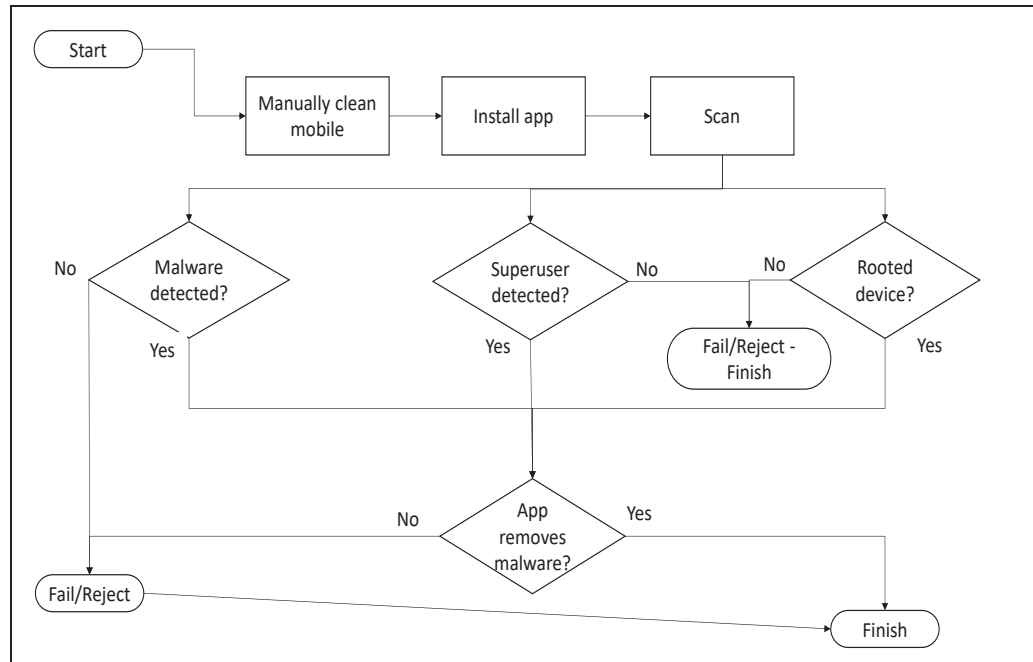 Start
Manually clean
mobile
Install app
Scan
No
Malware
detected?
Yes
Superuser
detected?
No
Yes
No
Rooted
device?
Yes
Fail/Reject -
Finish
No
App
removes
malware?
Yes
Fail/Reject
Finish